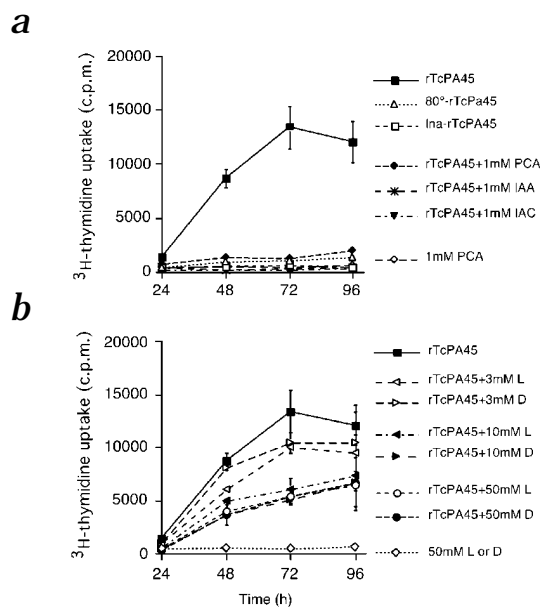 a
³H-thymidine uptake (c.p.m.)
20000
15000
10000
5000
0
24 48 72 96
rTcPA45
80°-rTcPa45
Ina-rTcPA45
rTcPA45+1mM PCA
rTcPA45+1mM IAA
rTcPA45+1mM IAC
1mM PCA
b
³H-thymidine uptake (c.p.m.)
20000
15000
10000
5000
0
24 48 72 96
Time (h)
rTcPA45
rTcPA45+3mM L
rTcPA45+3mM D
rTcPA45+10mM L
rTcPA45+10mM D
rTcPA45+50mM L
rTcPA45+50mM D
50mM L or D